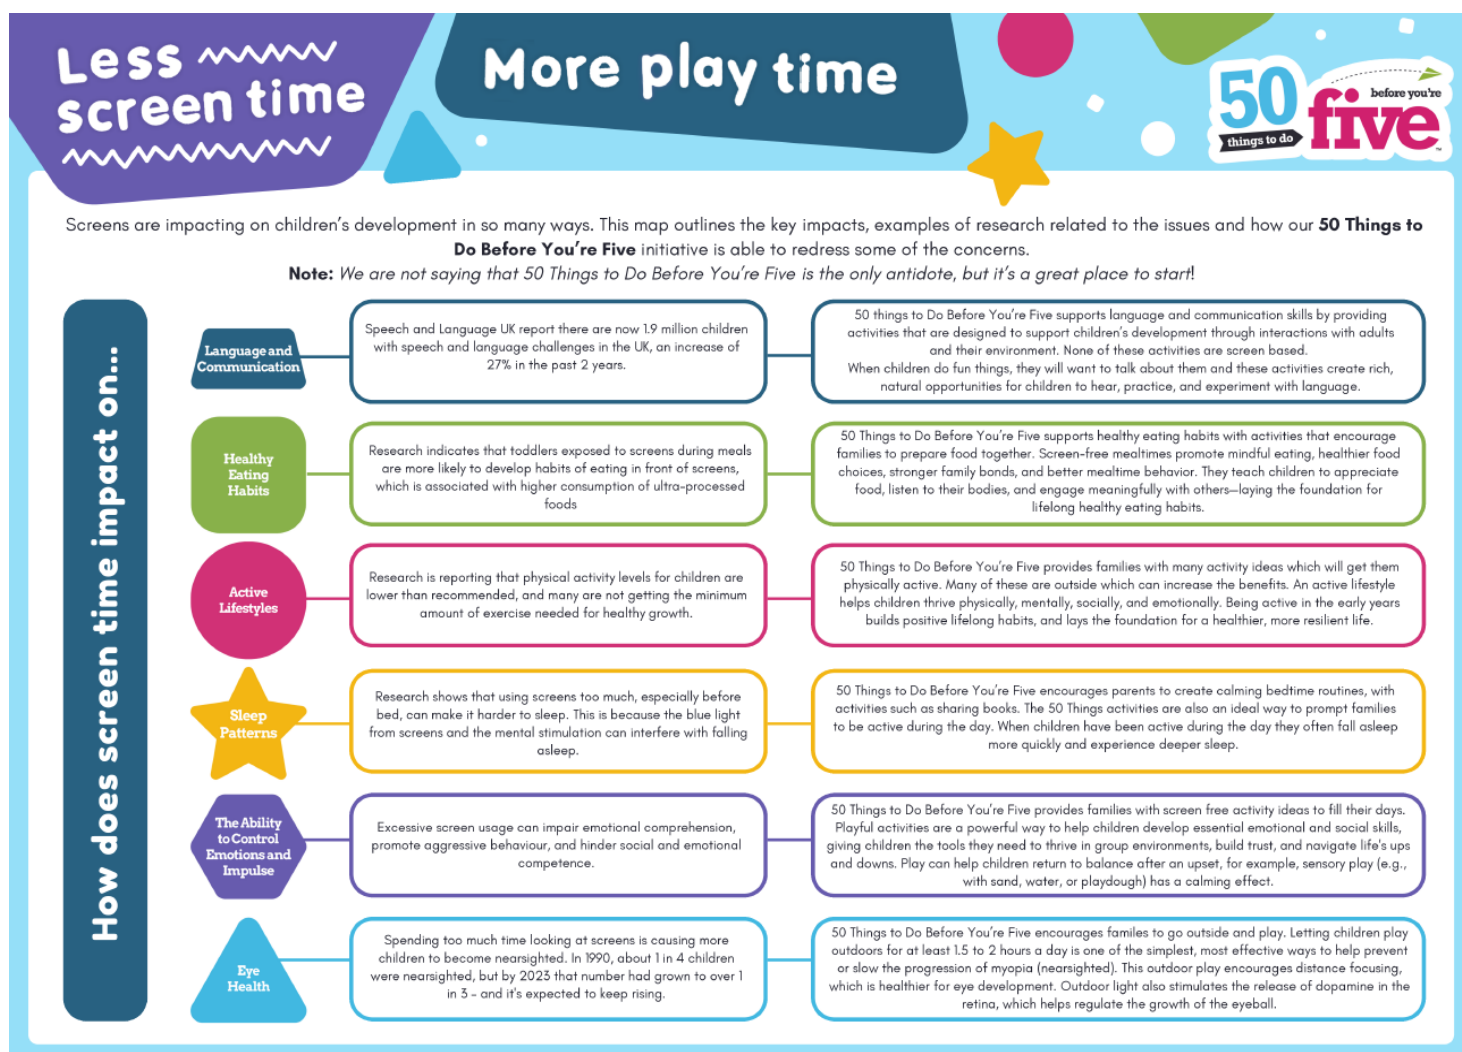 Less
screen time
More play time
50
things to do
before you're
five
TM
Screens are impacting on children's development in so many ways. This map outlines the key impacts, examples of research related to the issues and how our 50 Things to
Do Before You're Five initiative is able to redress some of the concerns.
Note: We are not saying that 50 Things to Do Before You're Five is the only antidote, but it's a great place to start!
How does screen time impact on...
Language and
Communication
Speech and Language UK report there are now 1.9 million children
with speech and language challenges in the UK, an increase of
27% in the past 2 years.
50 things to Do Before You're Five supports language and communication skills by providing
activities that are designed to support children's development through interactions with adults
and their environment. None of these activities are screen based.
When children do fun things, they will want to talk about them and these activities create rich,
natural opportunities for children to hear, practice, and experiment with language.
Healthy
Eating
Habits
Research indicates that toddlers exposed to screens during meals
are more likely to develop habits of eating in front of screens,
which is associated with higher consumption of ultra-processed
foods
50 Things to Do Before You're Five supports healthy eating habits with activities that encourage
families to prepare food together. Screen-free mealtimes promote mindful eating, healthier food
choices, stronger family bonds, and better mealtime behavior. They teach children to appreciate
food, listen to their bodies, and engage meaningfully with others—laying the foundation for
lifelong healthy eating habits.
Active
Lifestyles
Research is reporting that physical activity levels for children are
lower than recommended, and many are not getting the minimum
amount of exercise needed for healthy growth.
50 Things to Do Before You're Five provides families with many activity ideas which will get them
physically active. Many of these are outside which can increase the benefits. An active lifestyle
helps children thrive physically, mentally, socially, and emotionally. Being active in the early years
builds positive lifelong habits, and lays the foundation for a healthier, more resilient life.
Sleep
Patterns
Research shows that using screens too much, especially before
bed, can make it harder to sleep. This is because the blue light
from screens and the mental stimulation can interfere with falling
asleep.
50 Things to Do Before You're Five encourages parents to create calming bedtime routines, with
activities such as sharing books. The 50 Things activities are also an ideal way to prompt families
to be active during the day. When children have been active during the day they often fall asleep
more quickly and experience deeper sleep.
The Ability
to Control
Emotions and
Impulse
Excessive screen usage can impair emotional comprehension,
promote aggressive behaviour, and hinder social and emotional
competence.
50 Things to Do Before You're Five provides families with screen free activity ideas to fill their days.
Playful activities are a powerful way to help children develop essential emotional and social skills,
giving children the tools they need to thrive in group environments, build trust, and navigate life's ups
and downs. Play can help children return to balance after an upset, for example, sensory play (e.g.,
with sand, water, or playdough) has a calming effect.
Eye
Health
Spending too much time looking at screens is causing more
children to become nearsighted. In 1990, about 1 in 4 children
were nearsighted, but by 2023 that number had grown to over 1
in 3 - and it's expected to keep rising.
50 Things to Do Before You're Five encourages familes to go outside and play. Letting children play
outdoors for at least 1.5 to 2 hours a day is one of the simplest, most effective ways to help prevent
or slow the progression of myopia (nearsighted). This outdoor play encourages distance focusing,
which is healthier for eye development. Outdoor light also stimulates the release of dopamine in the
retina, which helps regulate the growth of the eyeball.